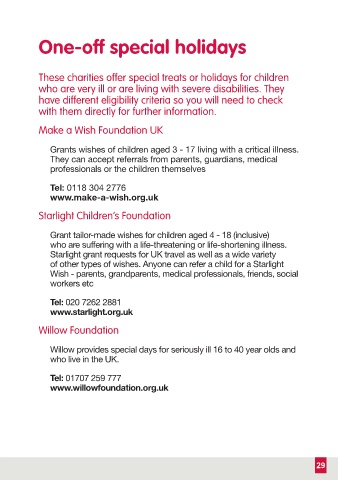 One-off special holidays
These charities offer special treats or holidays for children
who are very ill or are living with severe disabilities. They
have different eligibility criteria so you will need to check
with them directly for further information.
Make a Wish Foundation UK
Grants wishes of children aged 3 - 17 living with a critical illness.
They can accept referrals from parents, guardians, medical
professionals or the children themselves
Tel: 0118 304 2776
www.make-a-wish.org.uk
Starlight Children's Foundation
Grant tailor-made wishes for children aged 4 - 18 (inclusive)
who are suffering with a life-threatening or life-shortening illness.
Starlight grant requests for UK travel as well as a wide variety
of other types of wishes. Anyone can refer a child for a Starlight
Wish - parents, grandparents, medical professionals, friends, social
workers etc
Tel: 020 7262 2881
www.starlight.org.uk
Willow Foundation
Willow provides special days for seriously ill 16 to 40 year olds and
who live in the UK.
Tel: 01707 259 777
www.willowfoundation.org.uk
29